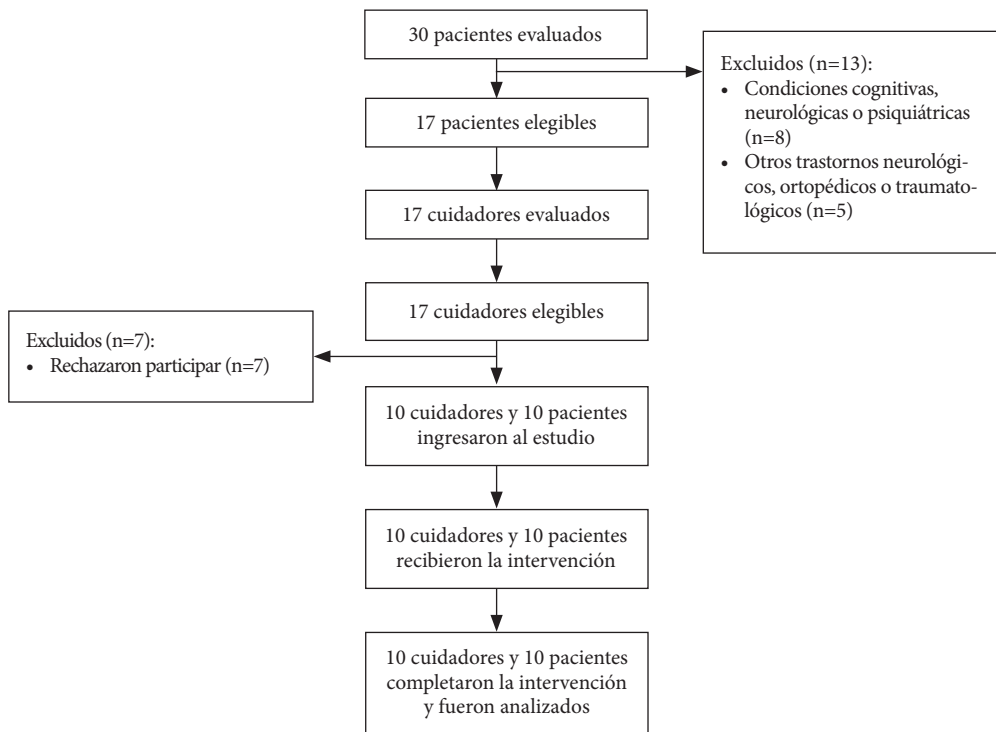 30 pacientes evaluados
Excluidos (n=13):
• Condiciones cognitivas,
neurológicas o psiquiátricas
(n=8)
• Otros trastornos neurológi-
cos, ortopédicos o traumato-
lógicos (n=5)
17 pacientes elegibles
17 cuidadores evaluados
17 cuidadores elegibles
Excluidos (n=7):
• Rechazaron participar (n=7)
10 cuidadores y 10 pacientes
ingresaron al estudio
10 cuidadores y 10 pacientes
recibieron la intervención
10 cuidadores y 10 pacientes
completaron la intervención
y fueron analizados